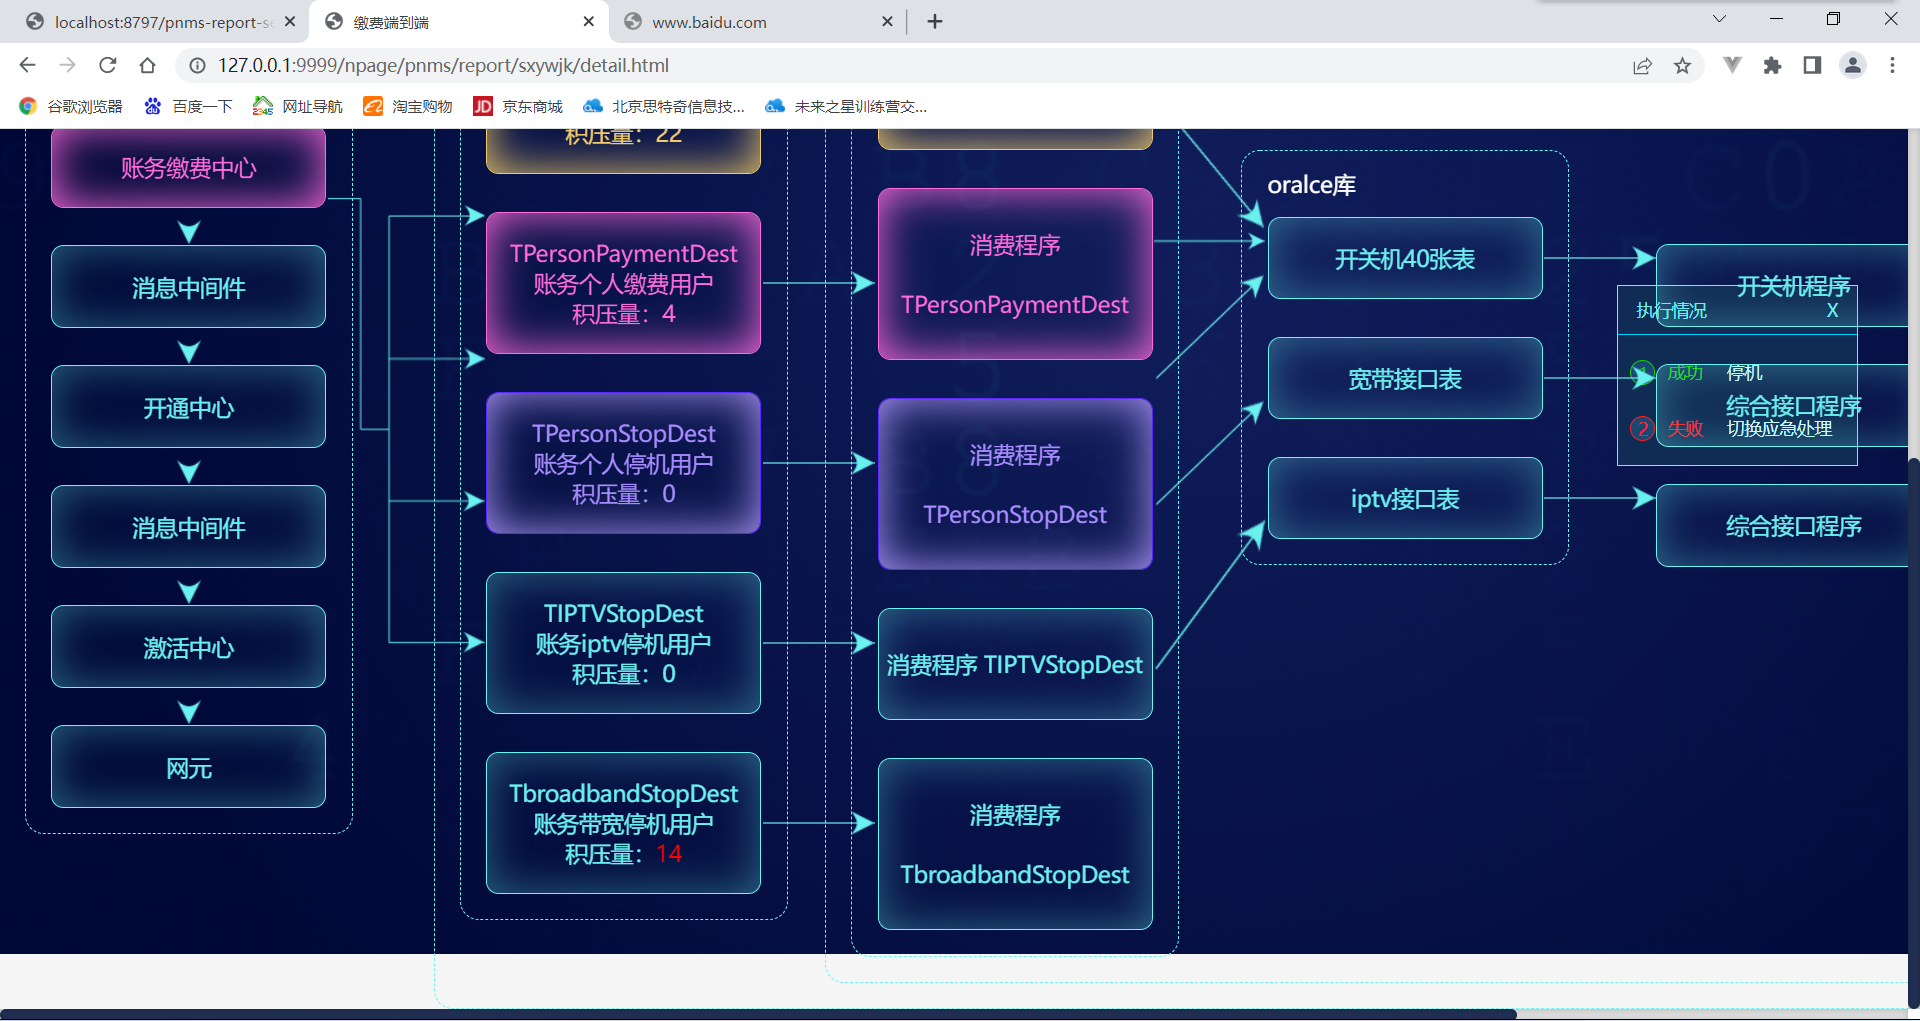 localhost:8797/pnms-report-se
缴费端到端
www.baidu.com
127.0.0.1:9999/npage/pnms/report/sxywjk/detail.html
谷歌浏览器
百度一下
网址导航
淘宝购物
京东商城
北京思特奇信息技...
未来之星训练营交...
账务缴费中心
消息中间件
开通中心
消息中间件
激活中心
网元
积压量：22
TPersonPaymentDest
账务个人缴费用户
积压量：4
TPersonStopDest
账务个人停机用户
积压量：0
TIPTVStopDest
账务iptv停机用户
积压量：0
TbroadbandStopDest
账务带宽停机用户
积压量：14
消费程序
TPersonPaymentDest
消费程序
TPersonStopDest
消费程序 TIPTVStopDest
消费程序
TbroadbandStopDest
oralce库
开关机40张表
宽带接口表
iptv接口表
开关机程序
综合接口程序
综合接口程序
执行情况 X
成功 停机
2 失败 切换应急处理